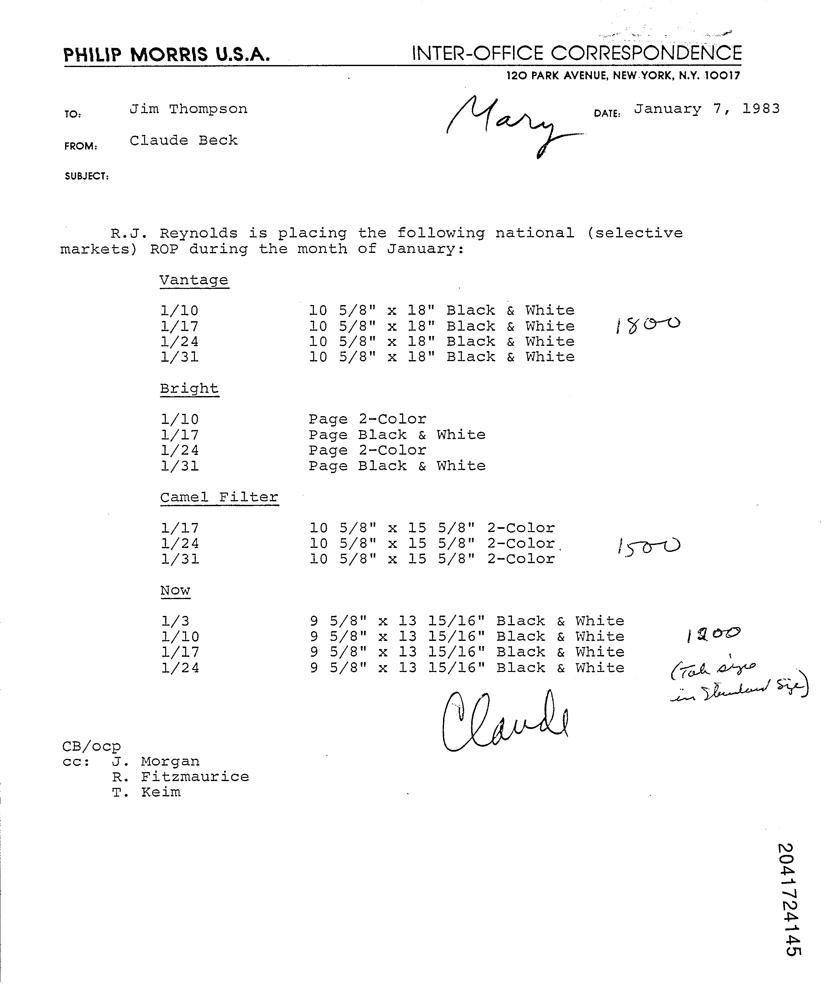 PHILIP MORRIS U.S.A. INTER-OFFICE CORRESPONDENCE
120 PARK AVENUE, NEW YORK, N.Y. 10017
TO: Jim Thompson Mary DATE: January 7, 1983
FROM: Claude Beck
SUBJECT:
R.J. Reynolds is placing the following national (selective
markets) ROP during the month of January:
Vantage
1/10 10 5/8" x 18" Black & White
1/17 10 5/8" x 18" Black & White 1800
1/24 10 5/8" x 18" Black & White
1/31 10 5/8" x 18" Black & White
Bright
1/10 Page 2-Color
1/17 Page Black & White
1/24 Page 2-Color
1/31 Page Black & White
Camel Filter
1/17 10 5/8" x 15 5/8" 2-Color
1/24 10 5/8" x 15 5/8" 2-Color 1500
1/31 10 5/8" x 15 5/8" 2-Color
Now
1/3 9 5/8" x 13 15/16" Black & White
1/10 9 5/8" x 13 15/16" Black & White 1200
1/17 9 5/8" x 13 15/16" Black & White
1/24 9 5/8" x 13 15/16" Black & White (Tab size
in Standard Size)
Claude
CB/ocp
cc: J. Morgan
R. Fitzmaurice
T. Keim
2041724145